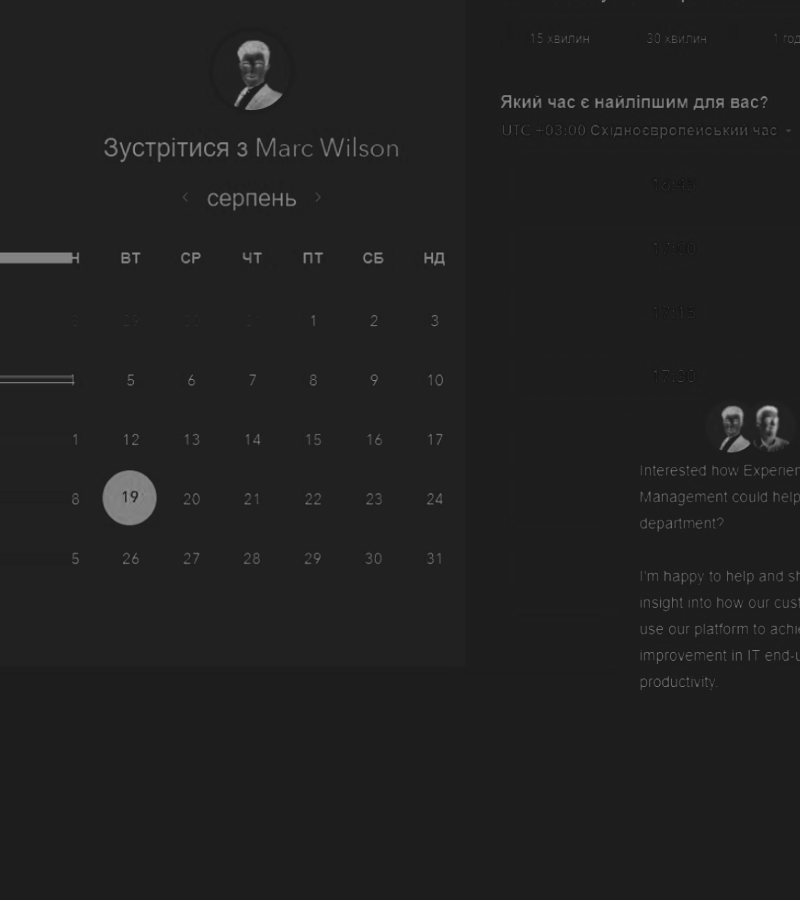 15 хвилин 30 хвилин 1 год
Який час є найліпшим для вас?
UTC +03:00 Східноєвропейський час
Зустрітися з Marc Wilson
< серпень >
Н ВТ СР ЧТ ПТ СБ НД
1 2 3
4 5 6 7 8 9 10
1 12 13 14 15 16 17
8 19 20 21 22 23 24
5 26 27 28 29 30 31
16:45
17:00
17:15
17:30
Interested how Experien
Management could help
department?
I'm happy to help and sh
insight into how our cust
use our platform to achie
improvement in IT end-u
productivity.